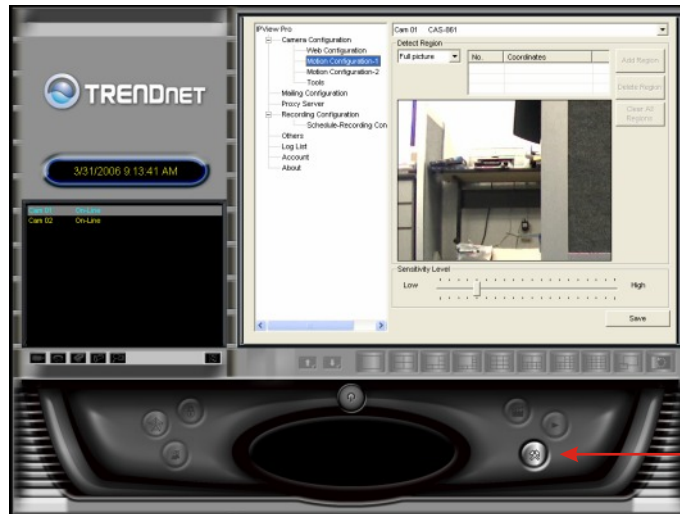 TRENDNET
3/31/2006 9:13:41 AM
Cam 01 On-Line
Cam 02 On-Line
IPView Pro
Camera Configuration
Web Configuration
Motion Configuration-1
Motion Configuration-2
Tools
Mailing Configuration
Proxy Server
Recording Configuration
Schedule-Recording Con
Others
Log List
Account
About
Cam 01 CAS-861
Detect Region
Full picture
No. Coordinates
Add Region
Delete Region
Clear All
Regions
Sensitivity Level
Low High
Save